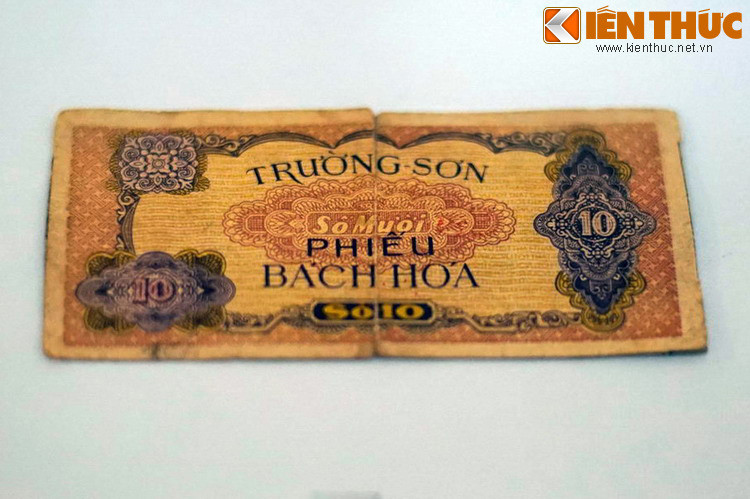 KIẾN THỨC
www.kienthuc.net.vn
TRƯỜNG-SƠN
Số Mười
PHIẾU
BÁCH HÓA
10
10
Số 10